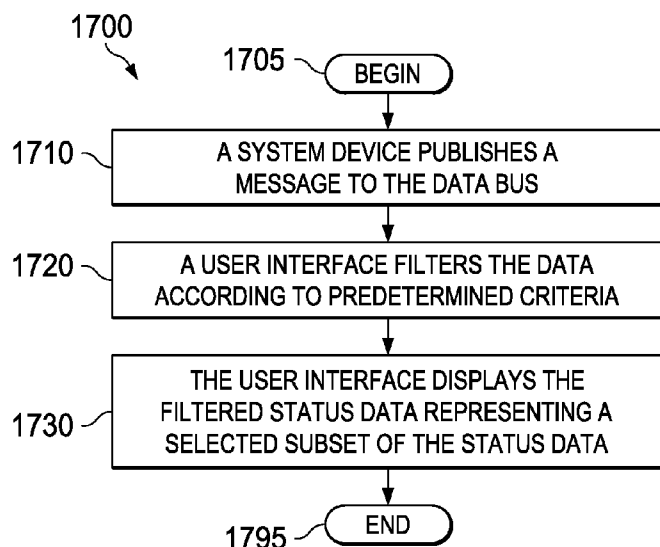 1700
1705
BEGIN
1710
A SYSTEM DEVICE PUBLISHES A
MESSAGE TO THE DATA BUS
1720
A USER INTERFACE FILTERS THE DATA
ACCORDING TO PREDETERMINED CRITERIA
1730
THE USER INTERFACE DISPLAYS THE
FILTERED STATUS DATA REPRESENTING A
SELECTED SUBSET OF THE STATUS DATA
1795
END